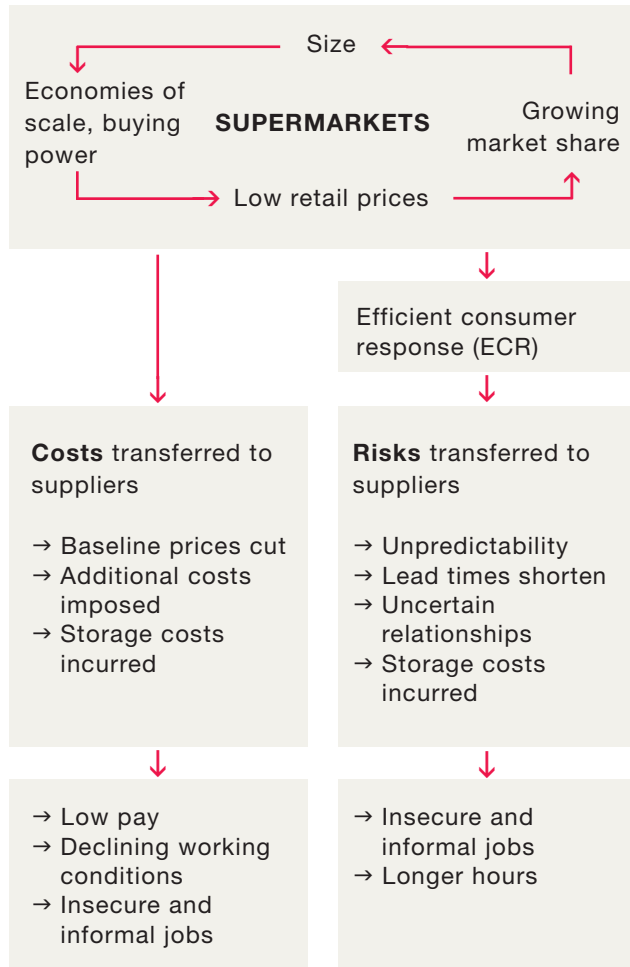 Size
Economies of
scale, buying
power
SUPERMARKETS
Growing
market share
Low retail prices
Efficient consumer
response (ECR)
Costs transferred to
suppliers
→ Baseline prices cut
→ Additional costs
imposed
→ Storage costs
incurred
Risks transferred to
suppliers
→ Unpredictability
→ Lead times shorten
→ Uncertain
relationships
→ Storage costs
incurred
→ Low pay
→ Declining working
conditions
→ Insecure and
informal jobs
→ Insecure and
informal jobs
→ Longer hours